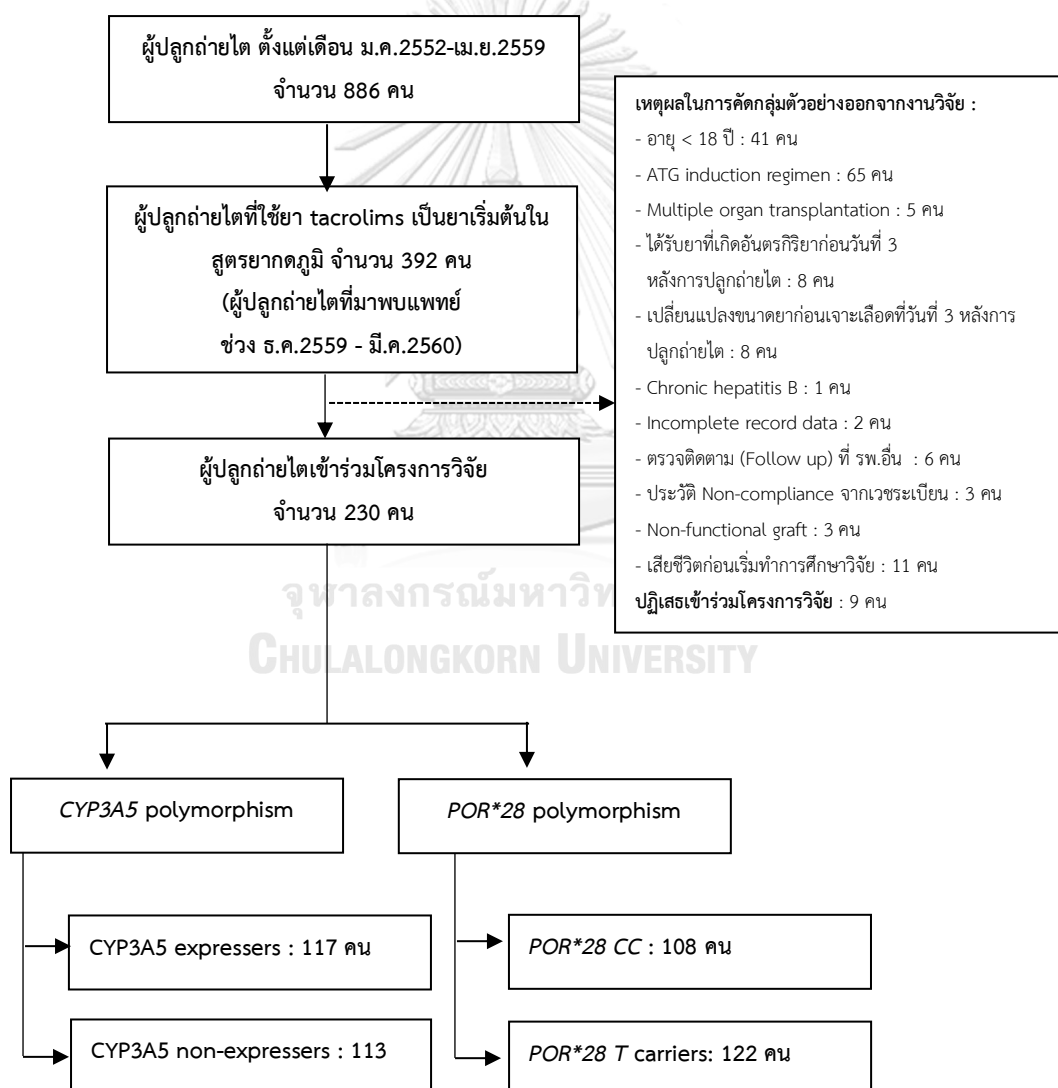 ผู้ปลูกถ่ายไต ตั้งแต่เดือน ม.ค.2552-เม.ย.2559
จำนวน 886 คน
ผู้ปลูกถ่ายไตที่ใช้ยา tacrolims เป็นยาเริ่มต้นใน
สูตรยากดภูมิ จำนวน 392 คน
(ผู้ปลูกถ่ายไตที่มาพบแพทย์
ช่วง ธ.ค.2559 - มี.ค.2560)
เหตุผลในการคัดกลุ่มตัวอย่างออกจากงานวิจัย :
- อายุ < 18 ปี : 41 คน
- ATG induction regimen : 65 คน
- Multiple organ transplantation : 5 คน
- ได้รับยาที่เกิดอันตรกิริยาก่อนวันที่ 3
หลังการปลูกถ่ายไต : 8 คน
- เปลี่ยนแปลงขนาดยาก่อนเจาะเลือดที่วันที่ 3 หลังการ
ปลูกถ่ายไต : 8 คน
- Chronic hepatitis B : 1 คน
- Incomplete record data : 2 คน
- ตรวจติดตาม (Follow up) ที่ รพ.อื่น : 6 คน
- ประวัติ Non-compliance จากเวชระเบียน : 3 คน
- Non-functional graft : 3 คน
- เสียชีวิตก่อนเริ่มทำการศึกษาวิจัย : 11 คน
ปฏิเสธเข้าร่วมโครงการวิจัย : 9 คน
ผู้ปลูกถ่ายไตเข้าร่วมโครงการวิจัย
จำนวน 230 คน
จุฬาลงกรณ์มหาวิท
CHULALONGKORN UNIVERSITY
CYP3A5 polymorphism
POR*28 polymorphism
CYP3A5 expressers : 117 คน
POR*28 CC : 108 คน
CYP3A5 non-expressers : 113
POR*28 T carriers: 122 คน